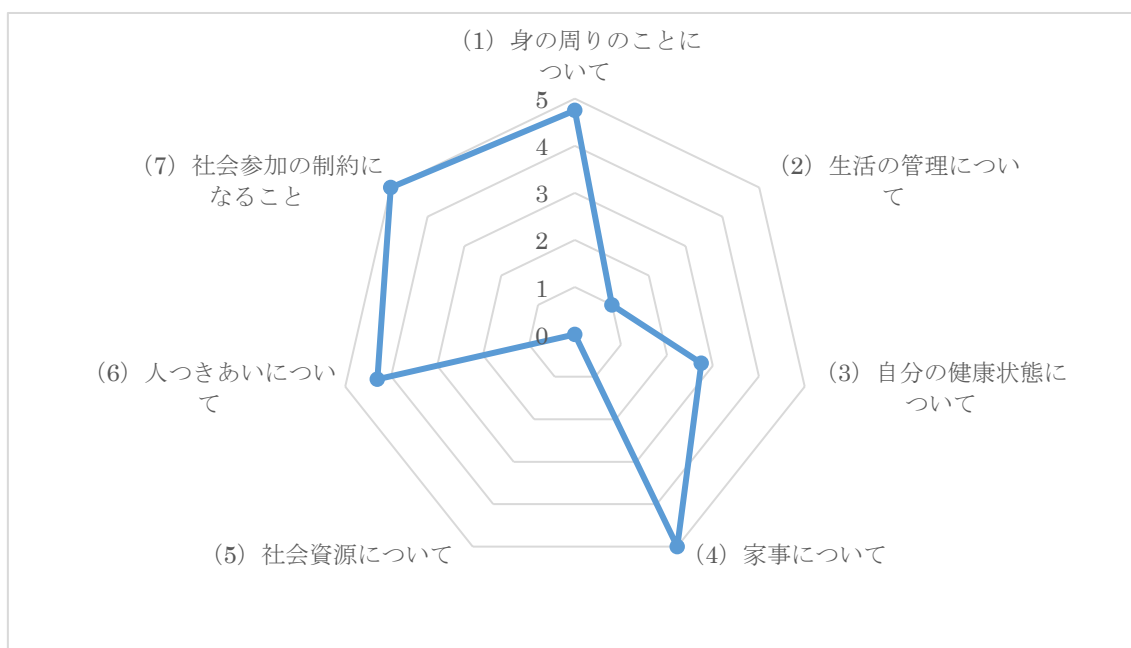 （1）身の周りのことに
ついて
5
4
3
2
1
0
（2）生活の管理につい
て
（3）自分の健康状態に
ついて
（4）家事について
（5）社会資源について
（6）人つきあいについ
て
（7）社会参加の制約に
なること